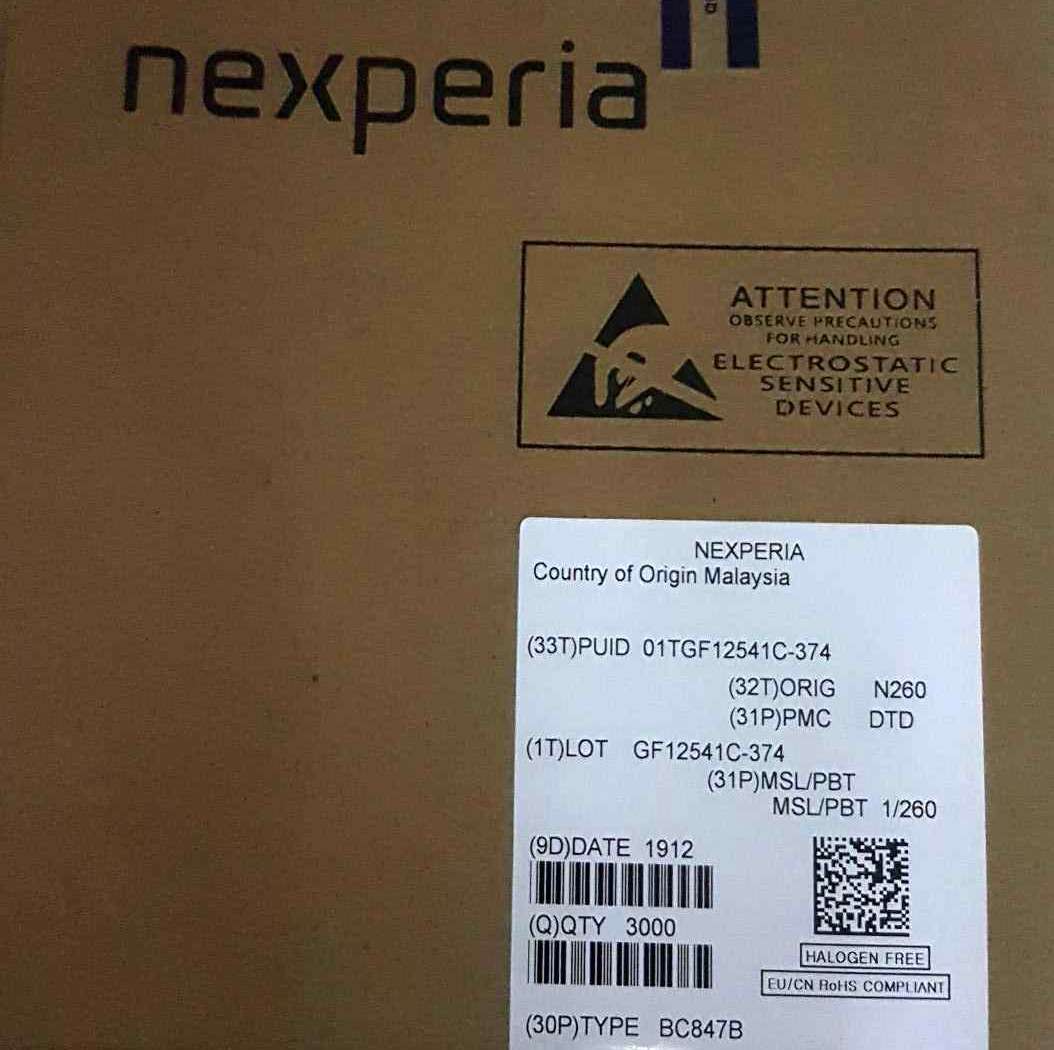 nexperia
ATTENTION
OBSERVE PRECAUTIONS
FOR HANDLING
ELECTROSTATIC
SENSITIVE
DEVICES
NEXPERIA
Country of Origin Malaysia
(33T)PUID 01TGF12541C-374
(32T)ORIG N260
(31P)PMC DTD
(1T)LOT GF12541C-374
(31P)MSL/PBT
MSL/PBT 1/260
(9D)DATE 1912
(Q)QTY 3000
HALOGEN FREE
EU/CN RoHS COMPLIANT
(30P)TYPE BC847B